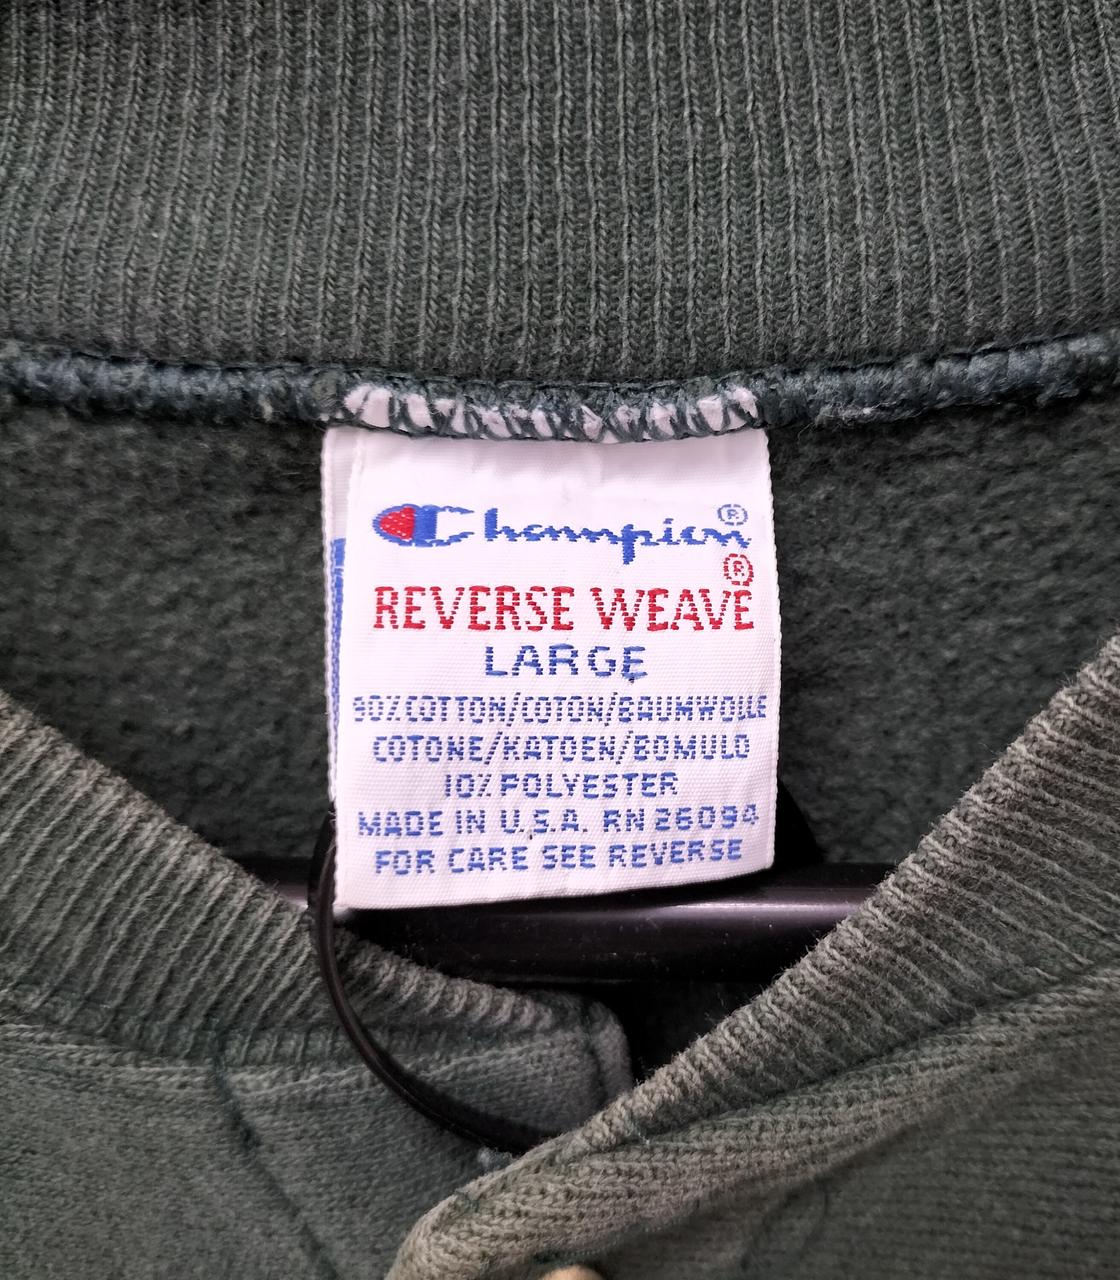 Champion®
REVERSE WEAVE®
LARGE
90% COTTON/COTON/BAUMWOLLE
COTONE/KATOEN/BOMULD
10% POLYESTER
MADE IN U.S.A. RN 26094
FOR CARE SEE REVERSE